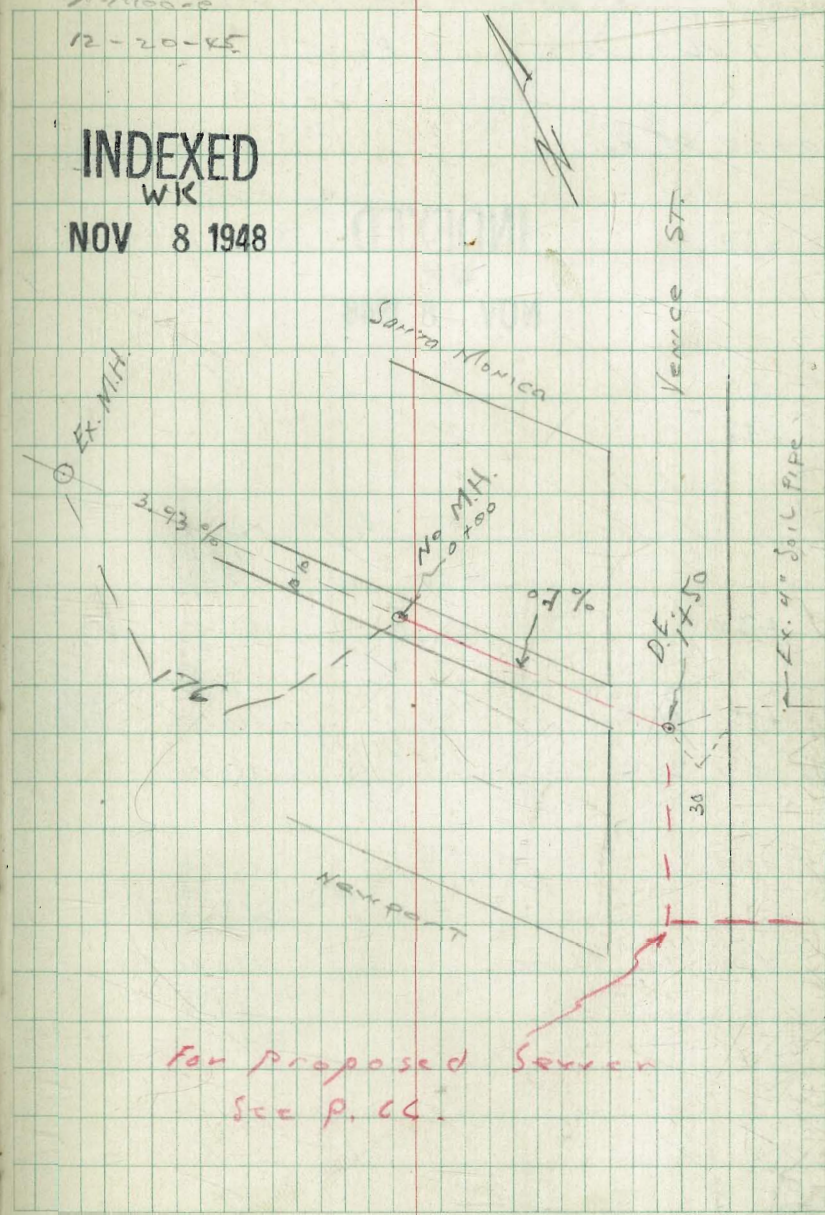 12-20-45
INDEXED
WK
NOV 8 1948
VENICE ST.
Santa Monica
Ex. M.H.
3.93 %
No M.H.
0+00
1 %
D.E.
1+50
Ex. 4" Soil Pipe
176
30
Newport
For Proposed Sewer
See P. 66.